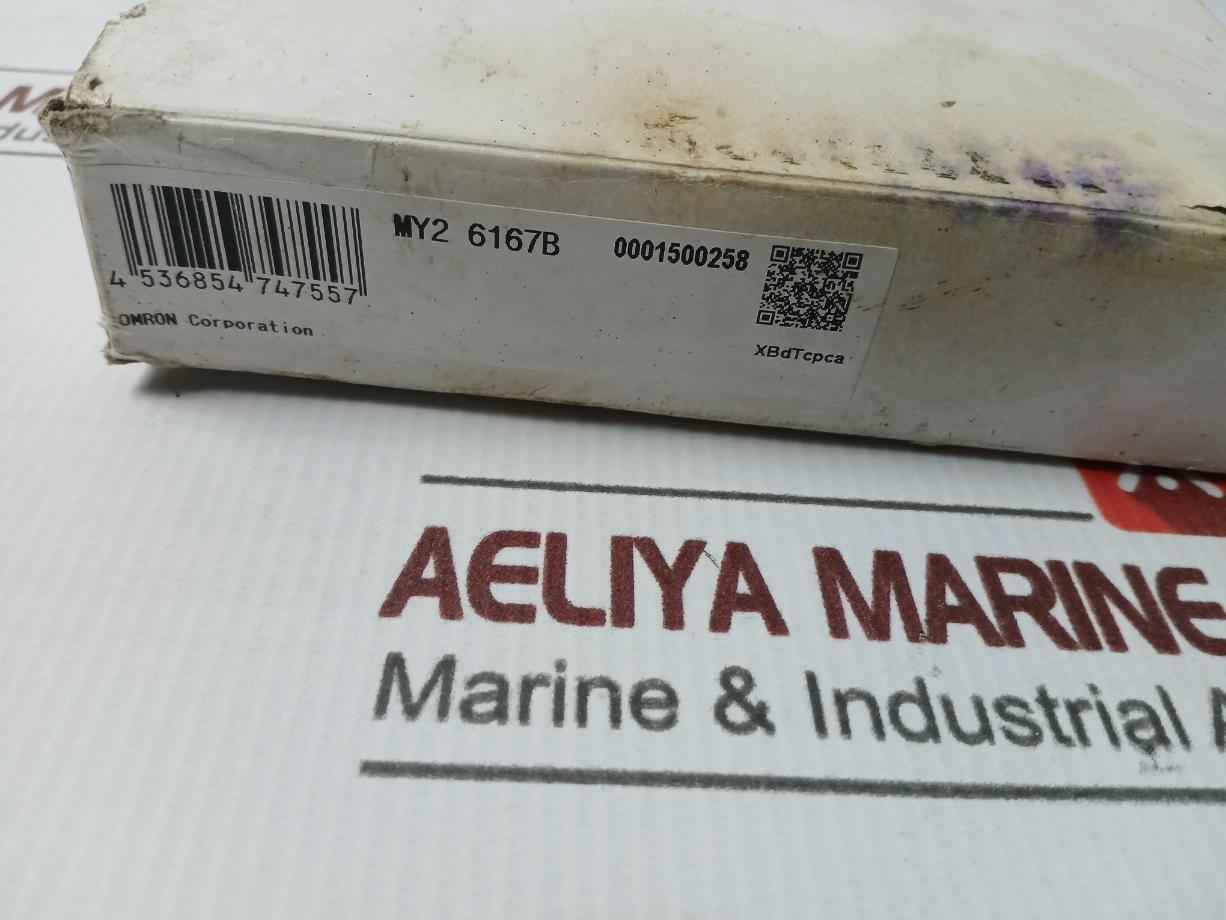 MY2 6167B 0001500258
4 536854 747557
OMRON Corporation
XBdTcpca
AELIYA MARINE
Marine & Industrial